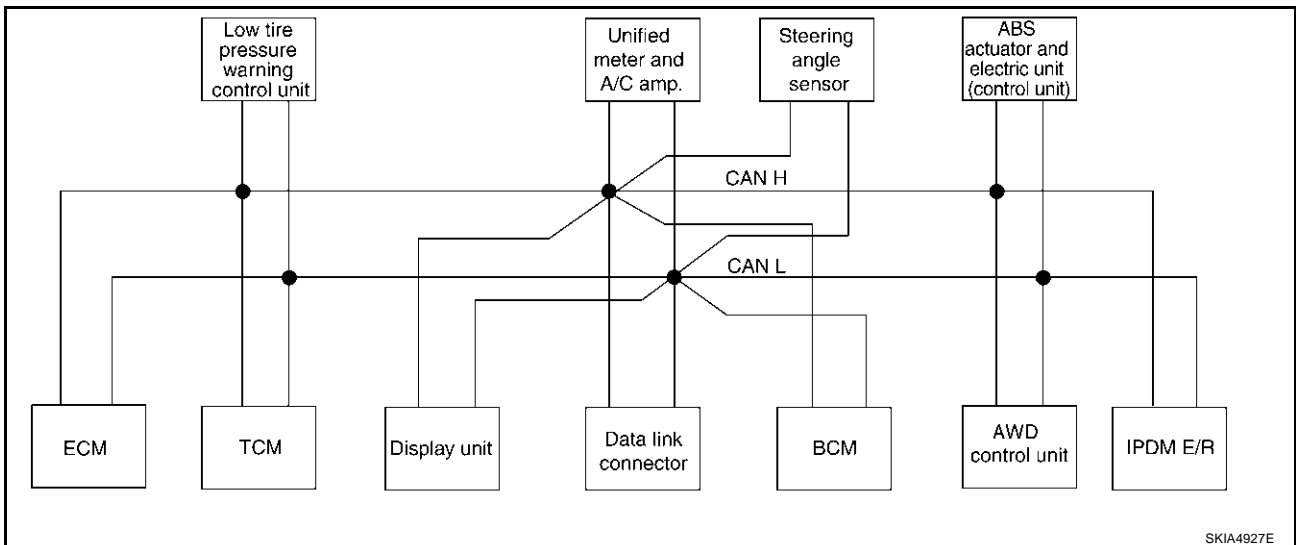 Low tire
pressure
warning
control unit
Unified
meter and
A/C amp.
Steering
angle
sensor
ABS
actuator and
electric unit
(control unit)
CAN H
CAN L
ECM
TCM
Display unit
Data link
connector
BCM
AWD
control unit
IPDM E/R
SKIA4927E